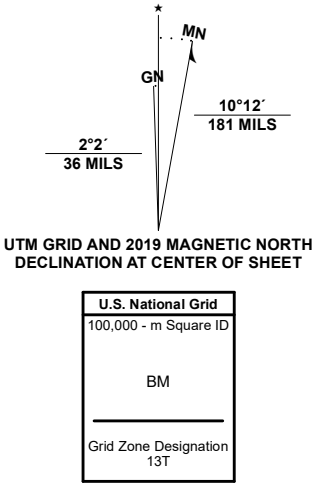 ★
MN
GN
10°12´
181 MILS
2°2´
36 MILS
UTM GRID AND 2019 MAGNETIC NORTH
DECLINATION AT CENTER OF SHEET
U.S. National Grid
100,000 - m Square ID
BM
Grid Zone Designation
13T